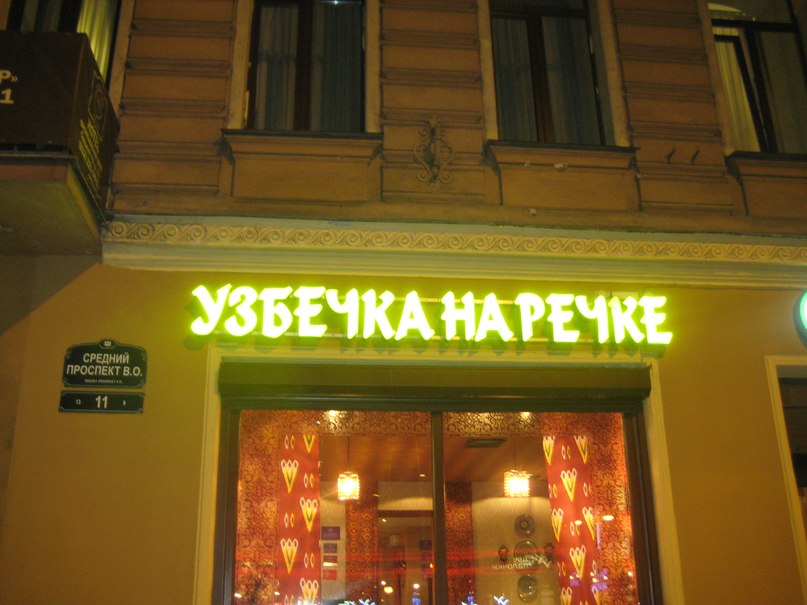 УЗБЕЧКА НА РЕЧКЕ
СРЕДНИЙ
ПРОСПЕКТ В.О.
11